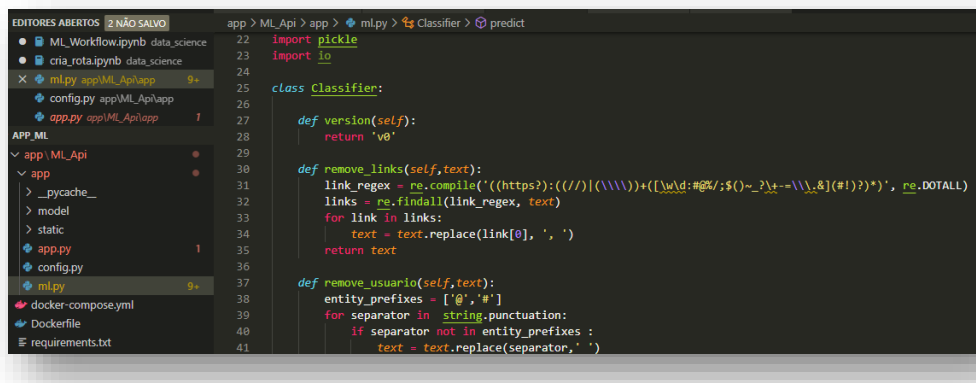 EDITORES ABERTOS 2 NÃO SALVO
ML_Workflow.ipynb data_science
cria_rota.ipynb data_science
ml.py app\ML_Api\app 9+
config.py app\ML_Api\app
app.py app\ML_Api\app 1
APP_ML
app \ ML_Api
app
__pycache__
model
static
app.py 1
config.py
ml.py 9+
docker-compose.yml
Dockerfile
requirements.txt
app > ML_Api > app > ml.py > Classifier > predict
22 import pickle
23 import io
24
25 class Classifier:
26
27 def version(self):
28 return 'v0'
29
30 def remove_links(self,text):
31 link_regex = re.compile('((https?):((//)|(\\\\))+([\w\d:#@%/;$()~_?\+-=\\\.&](#!)?)*)', re.DOTALL)
32 links = re.findall(link_regex, text)
33 for link in links:
34 text = text.replace(link[0], ', ')
35 return text
36
37 def remove_usuario(self,text):
38 entity_prefixes = ['@','#']
39 for separator in string.punctuation:
40 if separator not in entity_prefixes :
41 text = text.replace(separator,' ')